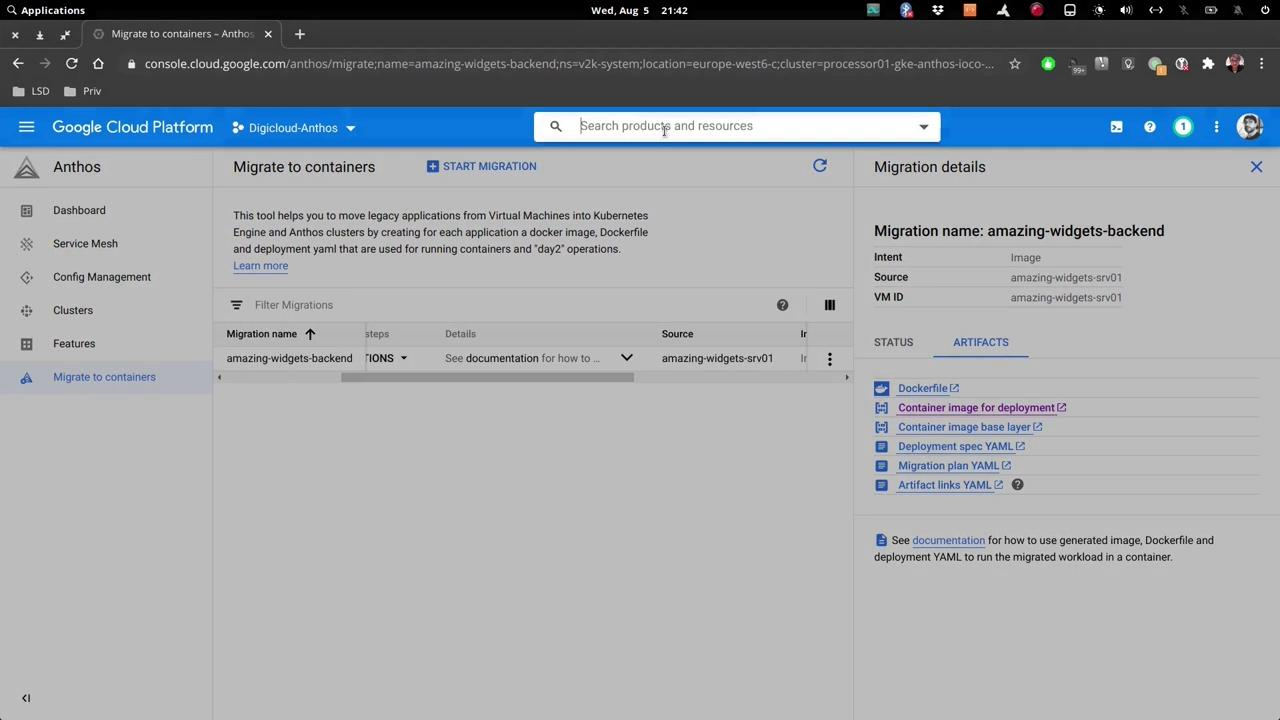 Applications
Wed, Aug 5 21:42
Migrate to containers – Anthos
console.cloud.google.com/anthos/migrate;name=amazing-widgets-backend;ns=v2k-system;location=europe-west6-c;cluster=processor01-gke-anthos-ioco-...
99+
1
LSD
Priv
Google Cloud Platform
Digicloud-Anthos
Search products and resources
1
Anthos
Dashboard
Service Mesh
Config Management
Clusters
Features
Migrate to containers
Migrate to containers
START MIGRATION
This tool helps you to move legacy applications from Virtual Machines into Kubernetes
Engine and Anthos clusters by creating for each application a docker image, Dockerfile
and deployment yaml that are used for running containers and "day2" operations.
Learn more
Filter Migrations
Migration name steps Details Source Ir
amazing-widgets-backend TIONS See documentation for how to ... amazing-widgets-srv01 Ir
Migration details
Migration name: amazing-widgets-backend
Intent Image
Source amazing-widgets-srv01
VM ID amazing-widgets-srv01
STATUS ARTIFACTS
Dockerfile
Container image for deployment
Container image base layer
Deployment spec YAML
Migration plan YAML
Artifact links YAML
See documentation for how to use generated image, Dockerfile and
deployment YAML to run the migrated workload in a container.